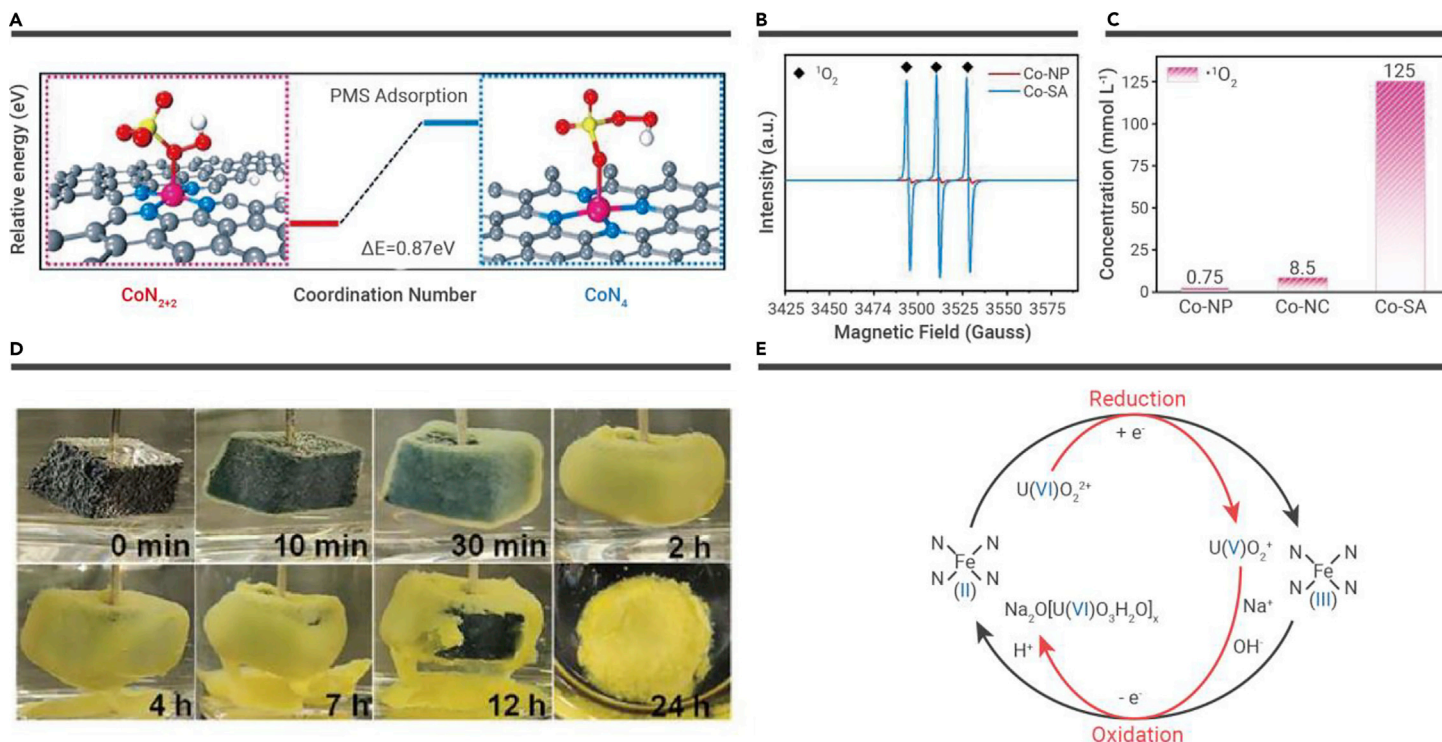 A
Relative energy (eV)
PMS Adsorption
ΔE=0.87eV
CoN₂₊₂
Coordination Number
CoN₄
B
◆ ¹O₂
Co-NP
Co-SA
Intensity (a.u.)
3425 3450 3474 3500 3525 3550 3575
Magnetic Field (Gauss)
C
•¹O₂
Concentration (mmol L⁻¹)
125
100
75
50
25
0
0.75
8.5
125
Co-NP Co-NC Co-SA
D
0 min
10 min
30 min
2 h
4 h
7 h
12 h
24 h
E
Reduction
+ e⁻
U(VI)O₂²⁺
U(V)O₂⁺
N N
Fe
N N
(II)
N N
Fe
N N
(III)
Na₂O[U(VI)O₃H₂O]ₓ
Na⁺
H⁺
OH⁻
- e⁻
Oxidation